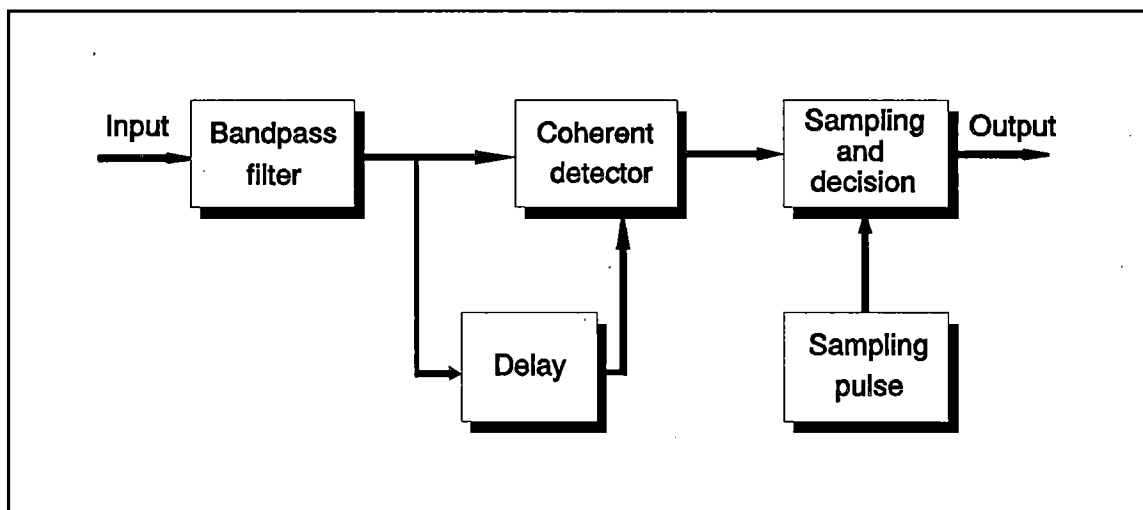 Input
Bandpass
filter
Coherent
detector
Sampling
and
decision
Output
Delay
Sampling
pulse